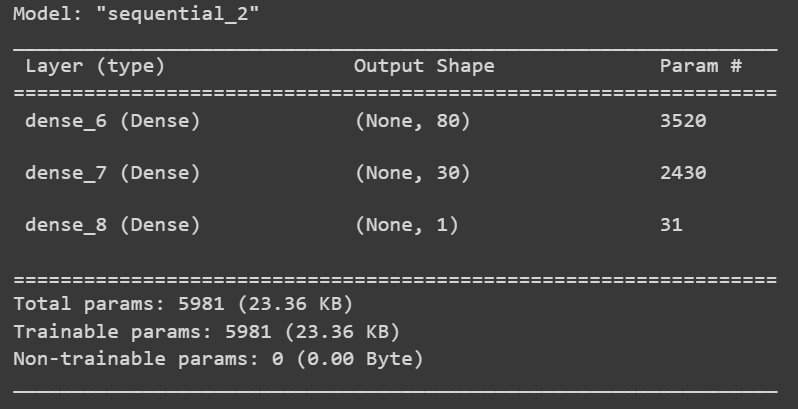 Model: "sequential_2"
_________________________________________________________________
 Layer (type)                Output Shape              Param #
=================================================================
 dense_6 (Dense)             (None, 80)                3520
 dense_7 (Dense)             (None, 30)                2430
 dense_8 (Dense)             (None, 1)                 31
=================================================================
Total params: 5981 (23.36 KB)
Trainable params: 5981 (23.36 KB)
Non-trainable params: 0 (0.00 Byte)
_________________________________________________________________